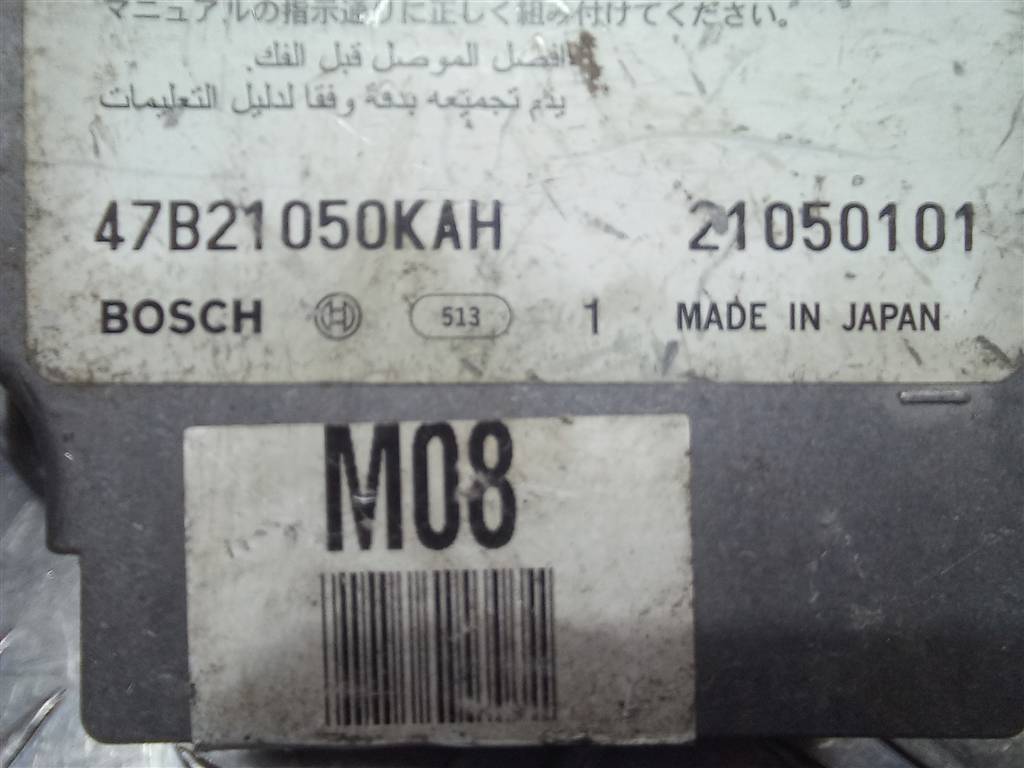 マニュアルの指示通りに正しく組み付けてください。
افصل الموصل قبل الفك.
يتم تجميعه بدقة وفقا لدليل التعليمات
47B21050KAH 21050101
BOSCH 513 1 MADE IN JAPAN
M08